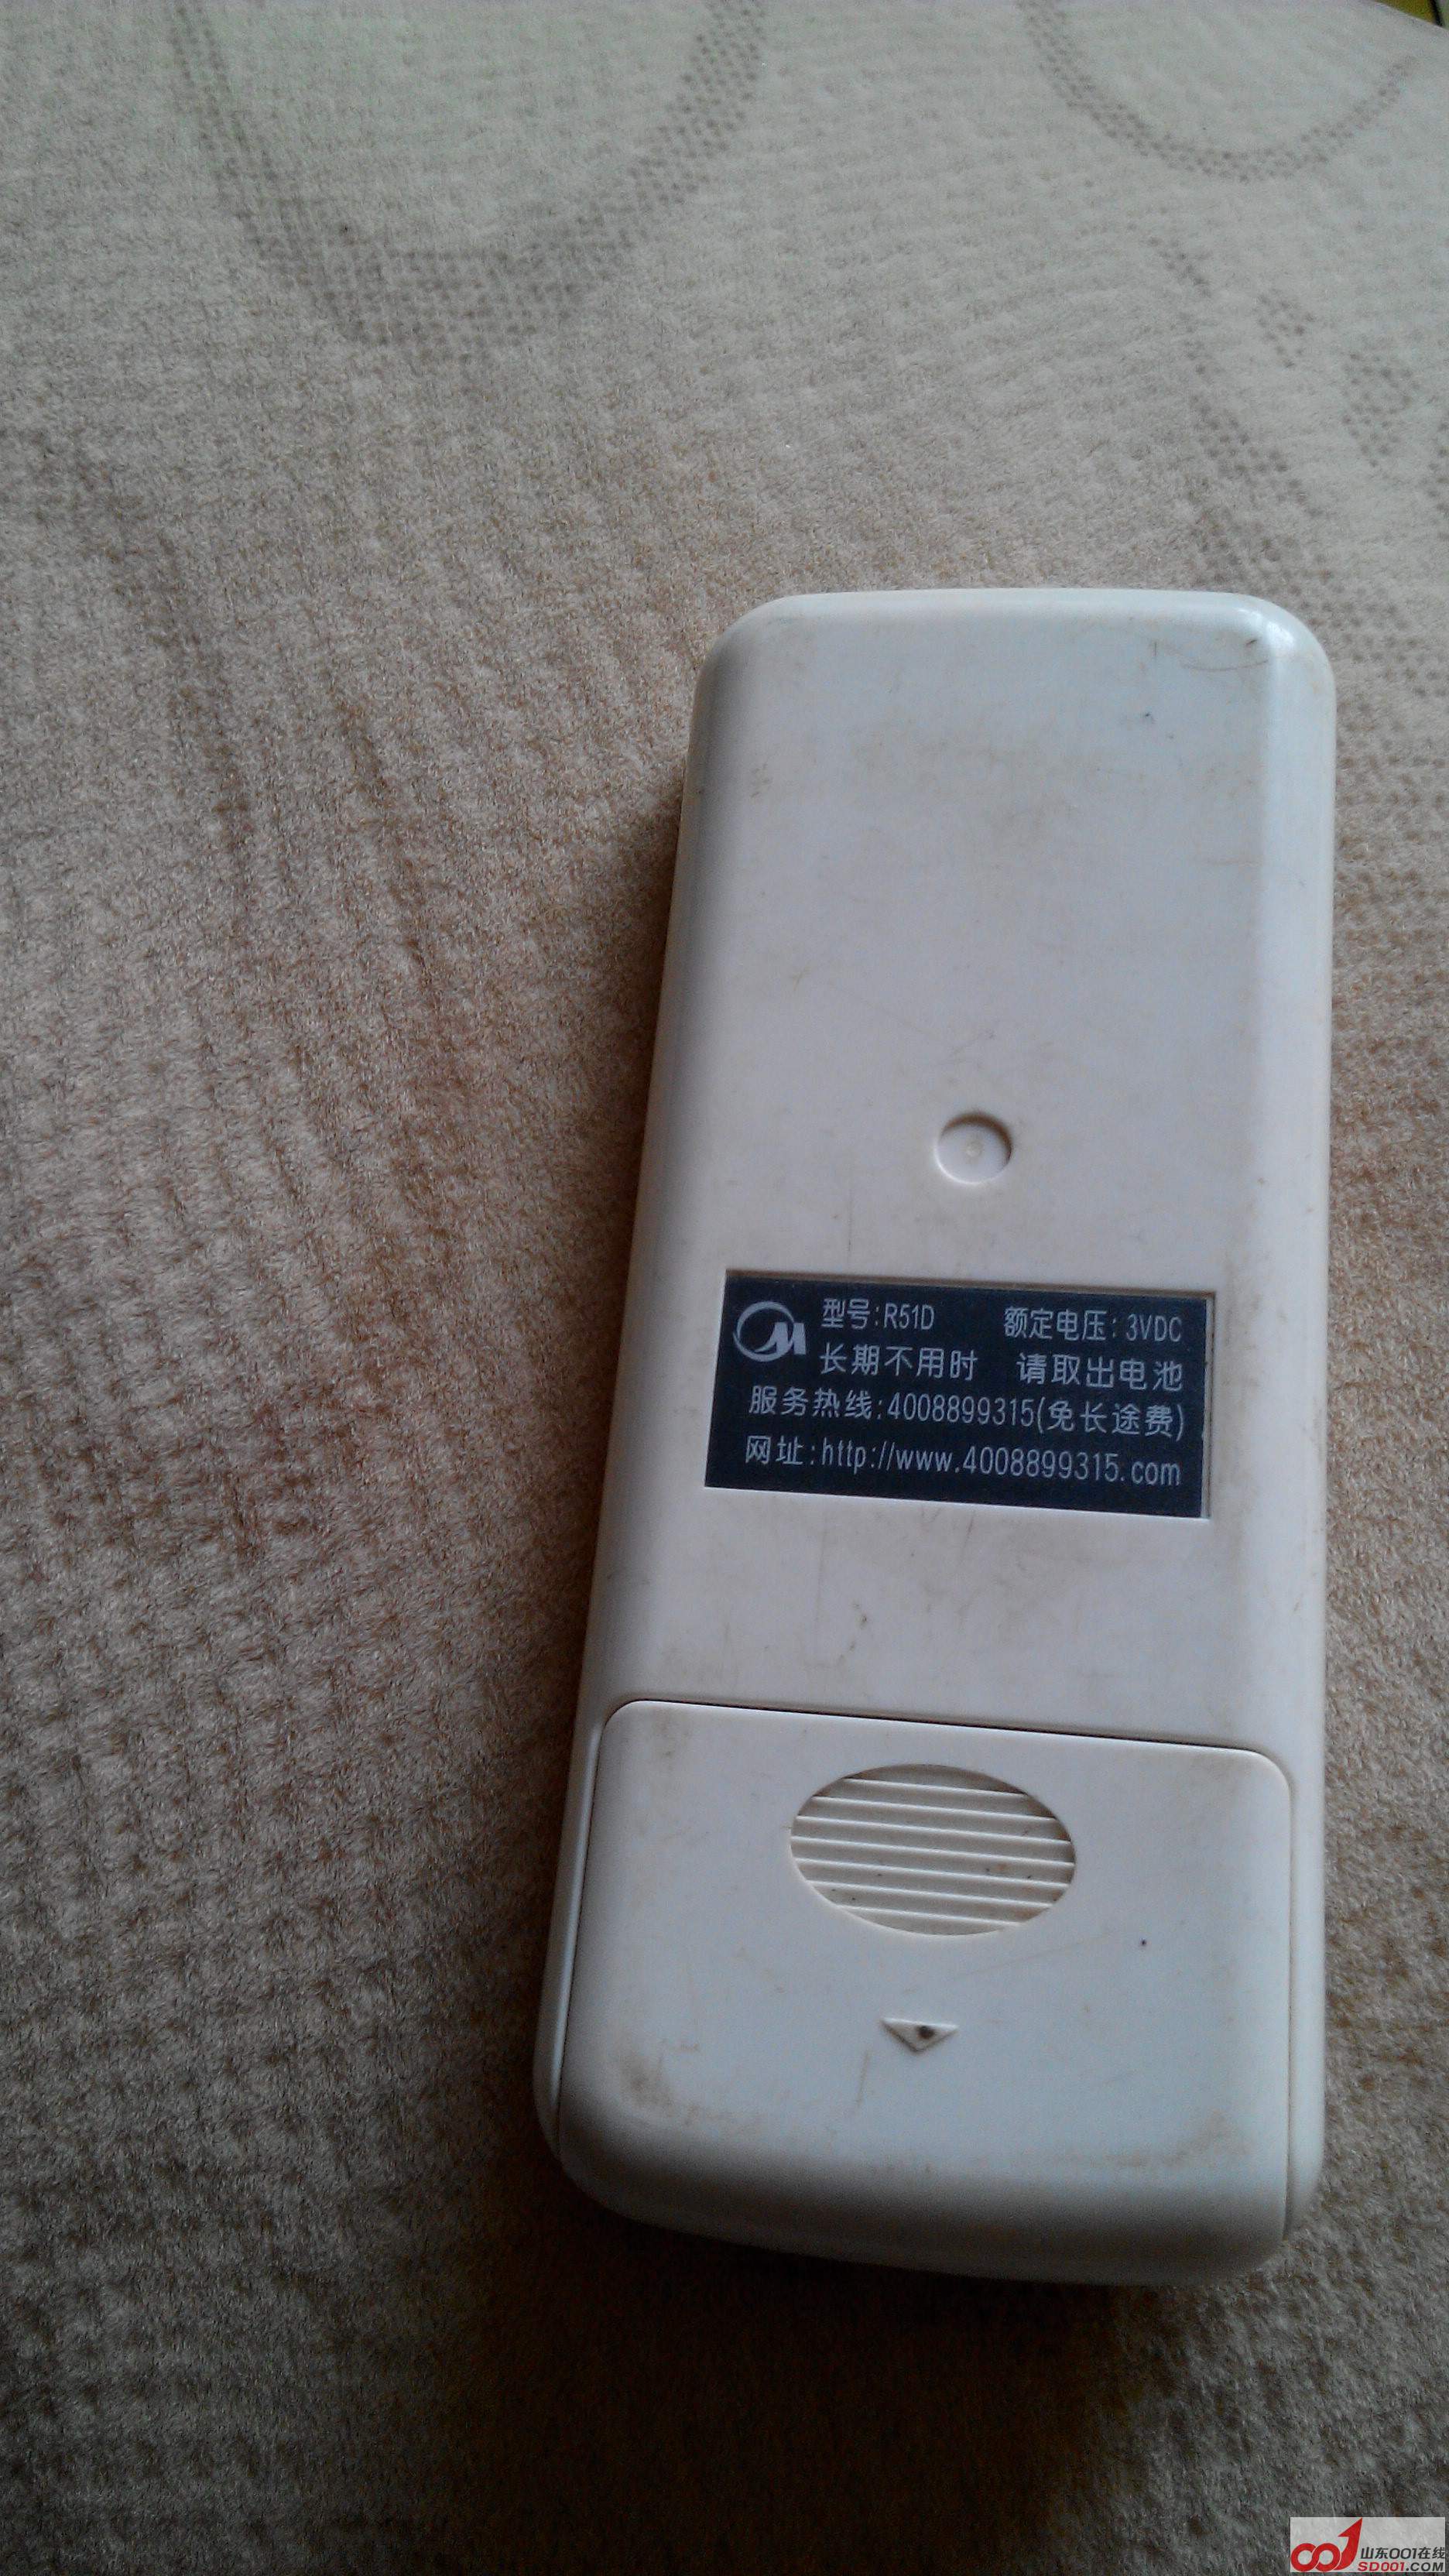 型号:R51D 额定电压:3VDC
长期不用时 请取出电池
服务热线:4008899315(免长途费)
网址:http://www.4008899315.com
001 山东001在线
SD001.COM